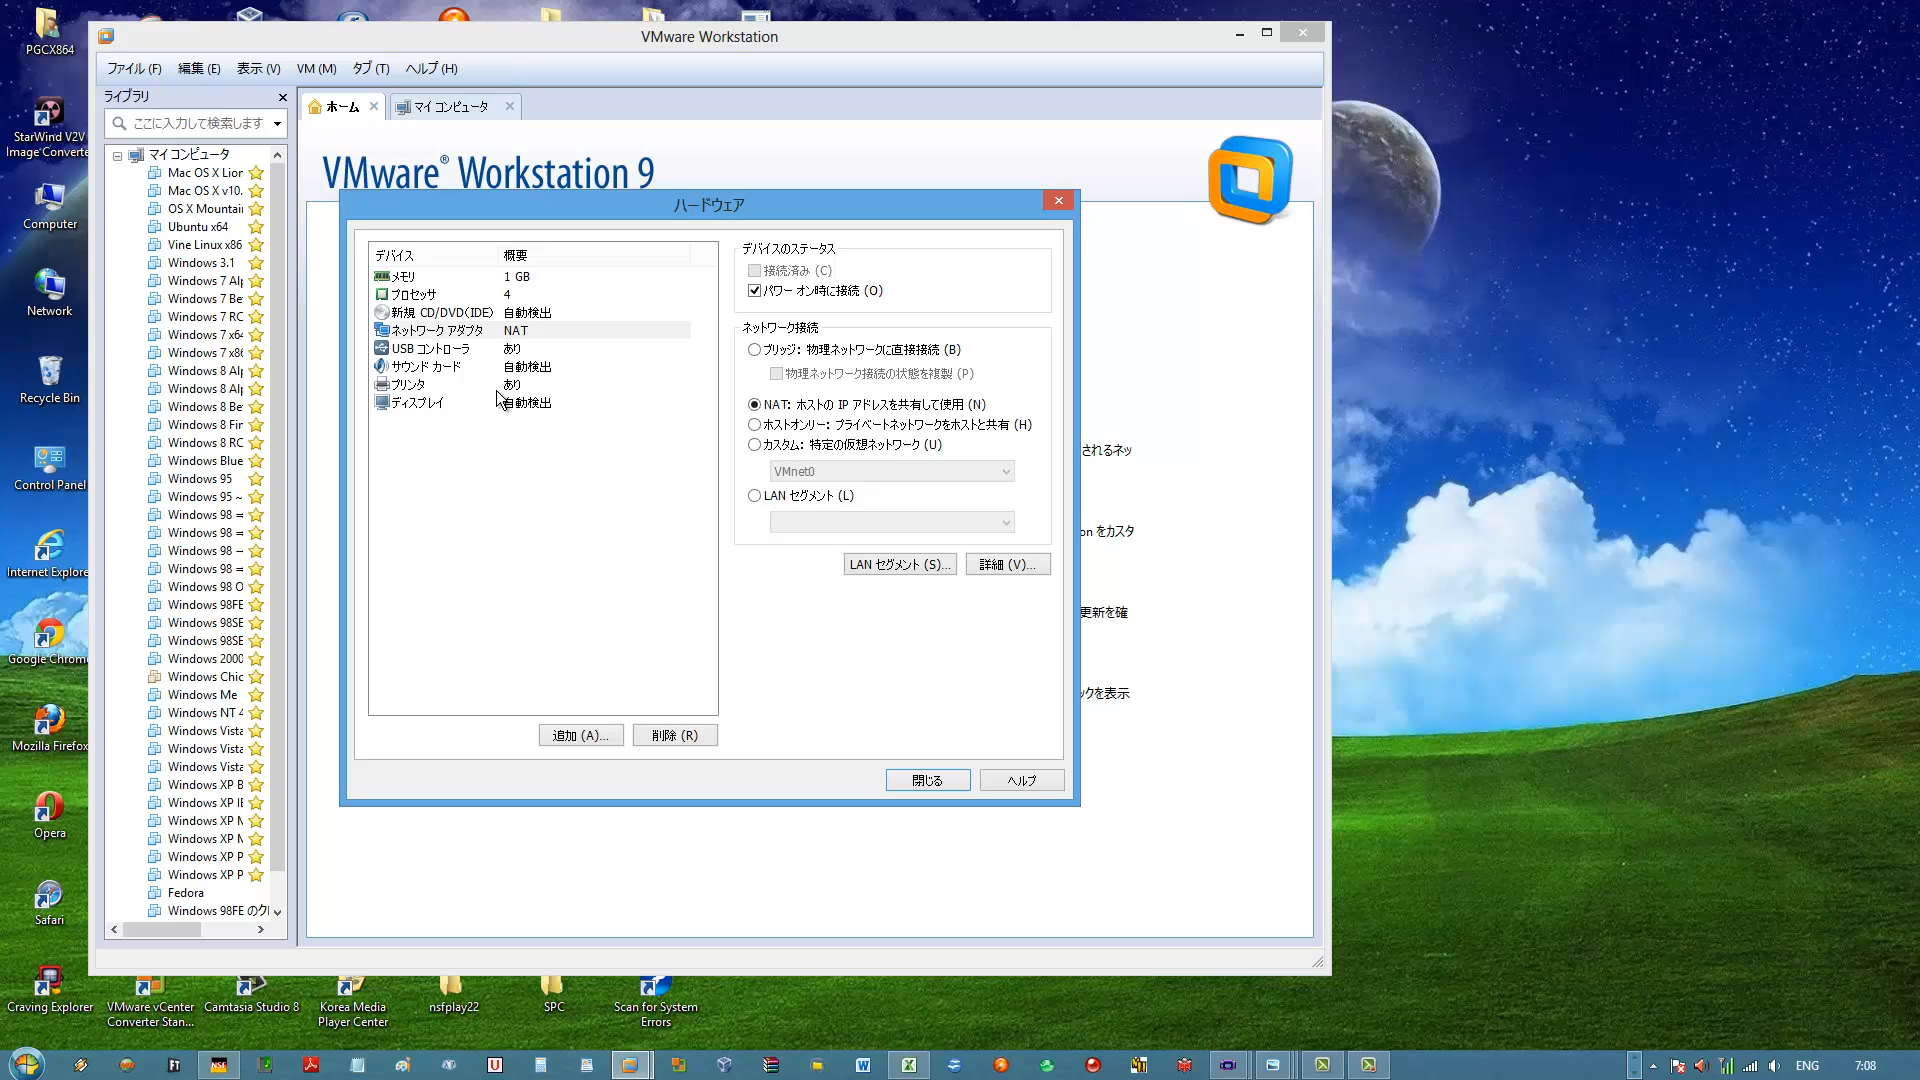 PGCX864
StarWind V2V
Image Converte
Computer
Network
Recycle Bin
Control Panel
Internet Explore
Google Chrome
Mozilla Firefox
Opera
Safari
Craving Explorer
VMware vCenter
Converter Stan...
Camtasia Studio 8
Korea Media
Player Center
nsfplay22
SPC
Scan for System
Errors
VMware Workstation
ファイル (F)
編集 (E)
表示 (V)
VM (M)
タブ (T)
ヘルプ (H)
ライブラリ
ここに入力して検索します
マイ コンピュータ
Mac OS X Lion
Mac OS X v10.
OS X Mountai
Ubuntu x64
Vine Linux x86
Windows 3.1
Windows 7 Alp
Windows 7 Be
Windows 7 RC
Windows 7 x64
Windows 7 x86
Windows 8 Alp
Windows 8 Alp
Windows 8 Be
Windows 8 Fir
Windows 8 RC
Windows Blue
Windows 95
Windows 95 ~
Windows 98 =
Windows 98 -
Windows 98 -
Windows 98 =
Windows 98 O
Windows 98FE
Windows 98SE
Windows 98SE
Windows 2000
Windows Chic
Windows Me
Windows NT 4
Windows Vista
Windows Vista
Windows Vista
Windows XP B
Windows XP IE
Windows XP M
Windows XP M
Windows XP P
Windows XP P
Fedora
Windows 98FE のク
ホーム
マイ コンピュータ
VMware® Workstation 9
されるネッ
on をカスタ
更新を確
ックを表示
ハードウェア
デバイス 概要
メモリ 1 GB
プロセッサ 4
新規 CD/DVD(IDE) 自動検出
ネットワーク アダプタ NAT
USB コントローラ あり
サウンド カード 自動検出
プリンタ あり
ディスプレイ 自動検出
追加 (A)...
削除 (R)
デバイスのステータス
接続済み (C)
パワー オン時に接続 (O)
ネットワーク接続
ブリッジ: 物理ネットワークに直接接続 (B)
物理ネットワーク接続の状態を複製 (P)
NAT: ホストの IP アドレスを共有して使用 (N)
ホストオンリー: プライベートネットワークをホストと共有 (H)
カスタム: 特定の仮想ネットワーク (U)
VMnet0
LAN セグメント (L)
LAN セグメント (S)...
詳細 (V)...
閉じる
ヘルプ
ENG
7:08